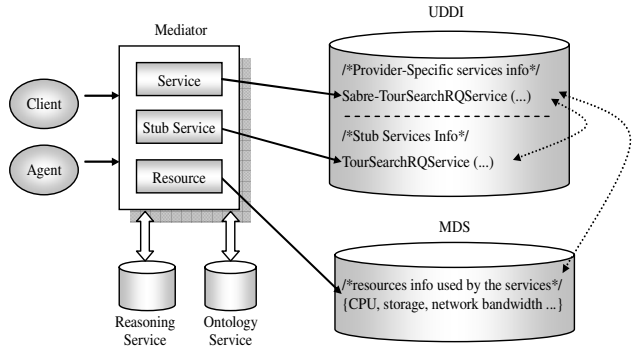 UDDI
Mediator
/*Provider-Specific services info*/
Service
Sabre-TourSearchRQService (...)
Client
Stub Service
/*Stub Services Info*/
TourSearchRQService (...)
Agent
Resource
MDS
/*resources info used by the services*/
{CPU, storage, network bandwidth ...}
Reasoning
Service
Ontology
Service